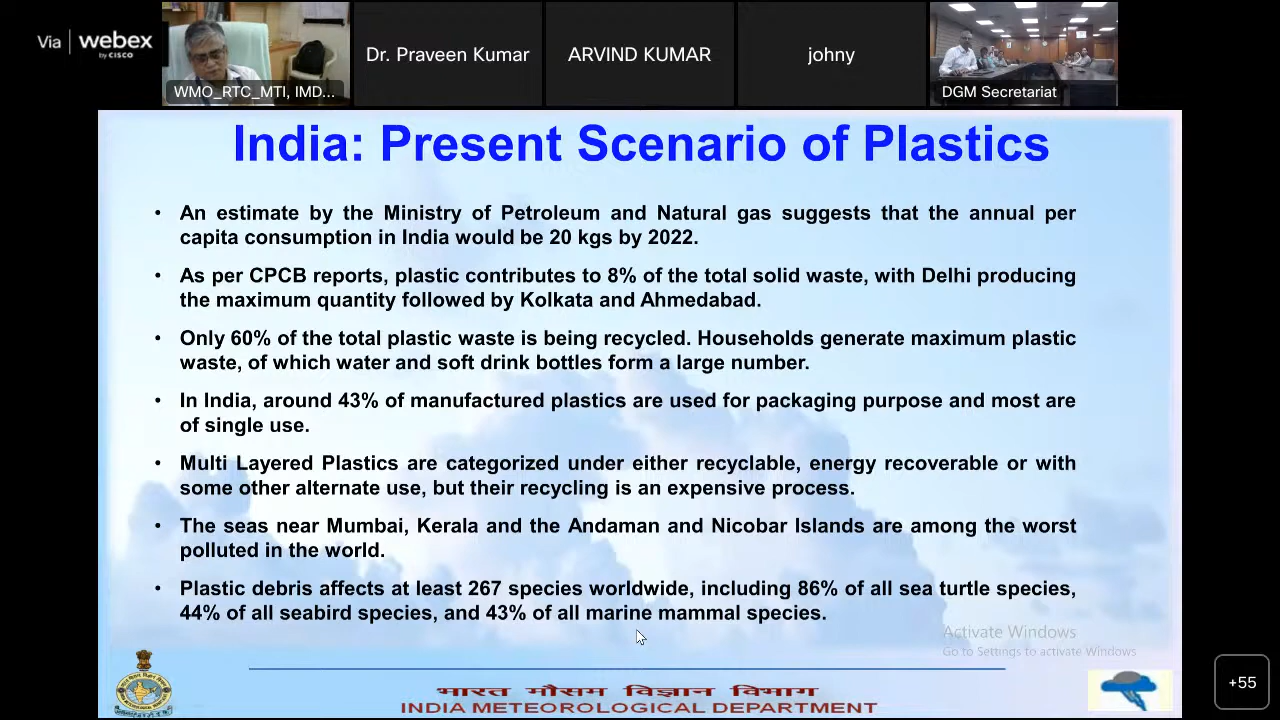 Via webex
by CISCO
WMO_RTC_MTI, IMD...
Dr. Praveen Kumar
ARVIND KUMAR
johny
DGM Secretariat
India: Present Scenario of Plastics
• An estimate by the Ministry of Petroleum and Natural gas suggests that the annual per
capita consumption in India would be 20 kgs by 2022.
• As per CPCB reports, plastic contributes to 8% of the total solid waste, with Delhi producing
the maximum quantity followed by Kolkata and Ahmedabad.
• Only 60% of the total plastic waste is being recycled. Households generate maximum plastic
waste, of which water and soft drink bottles form a large number.
• In India, around 43% of manufactured plastics are used for packaging purpose and most are
of single use.
• Multi Layered Plastics are categorized under either recyclable, energy recoverable or with
some other alternate use, but their recycling is an expensive process.
• The seas near Mumbai, Kerala and the Andaman and Nicobar Islands are among the worst
polluted in the world.
• Plastic debris affects at least 267 species worldwide, including 86% of all sea turtle species,
44% of all seabird species, and 43% of all marine mammal species.
Activate Windows
Go to Settings to activate Windows
+55
भारत मौसम विज्ञान विभाग
INDIA METEOROLOGICAL DEPARTMENT